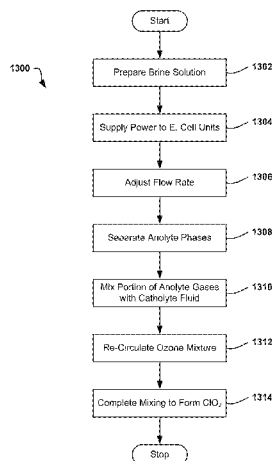 Start
1300
Prepare Brine Solution
1302
Supply Power to E. Cell Units
1304
Adjust Flow Rate
1306
Separate Anolyte Phases
1308
Mix Portion of Anolyte Gases
with Catholyte Fluid
1310
Re-Circulate Ozone Mixture
1312
Complete Mixing to Form ClO₂
1314
Stop